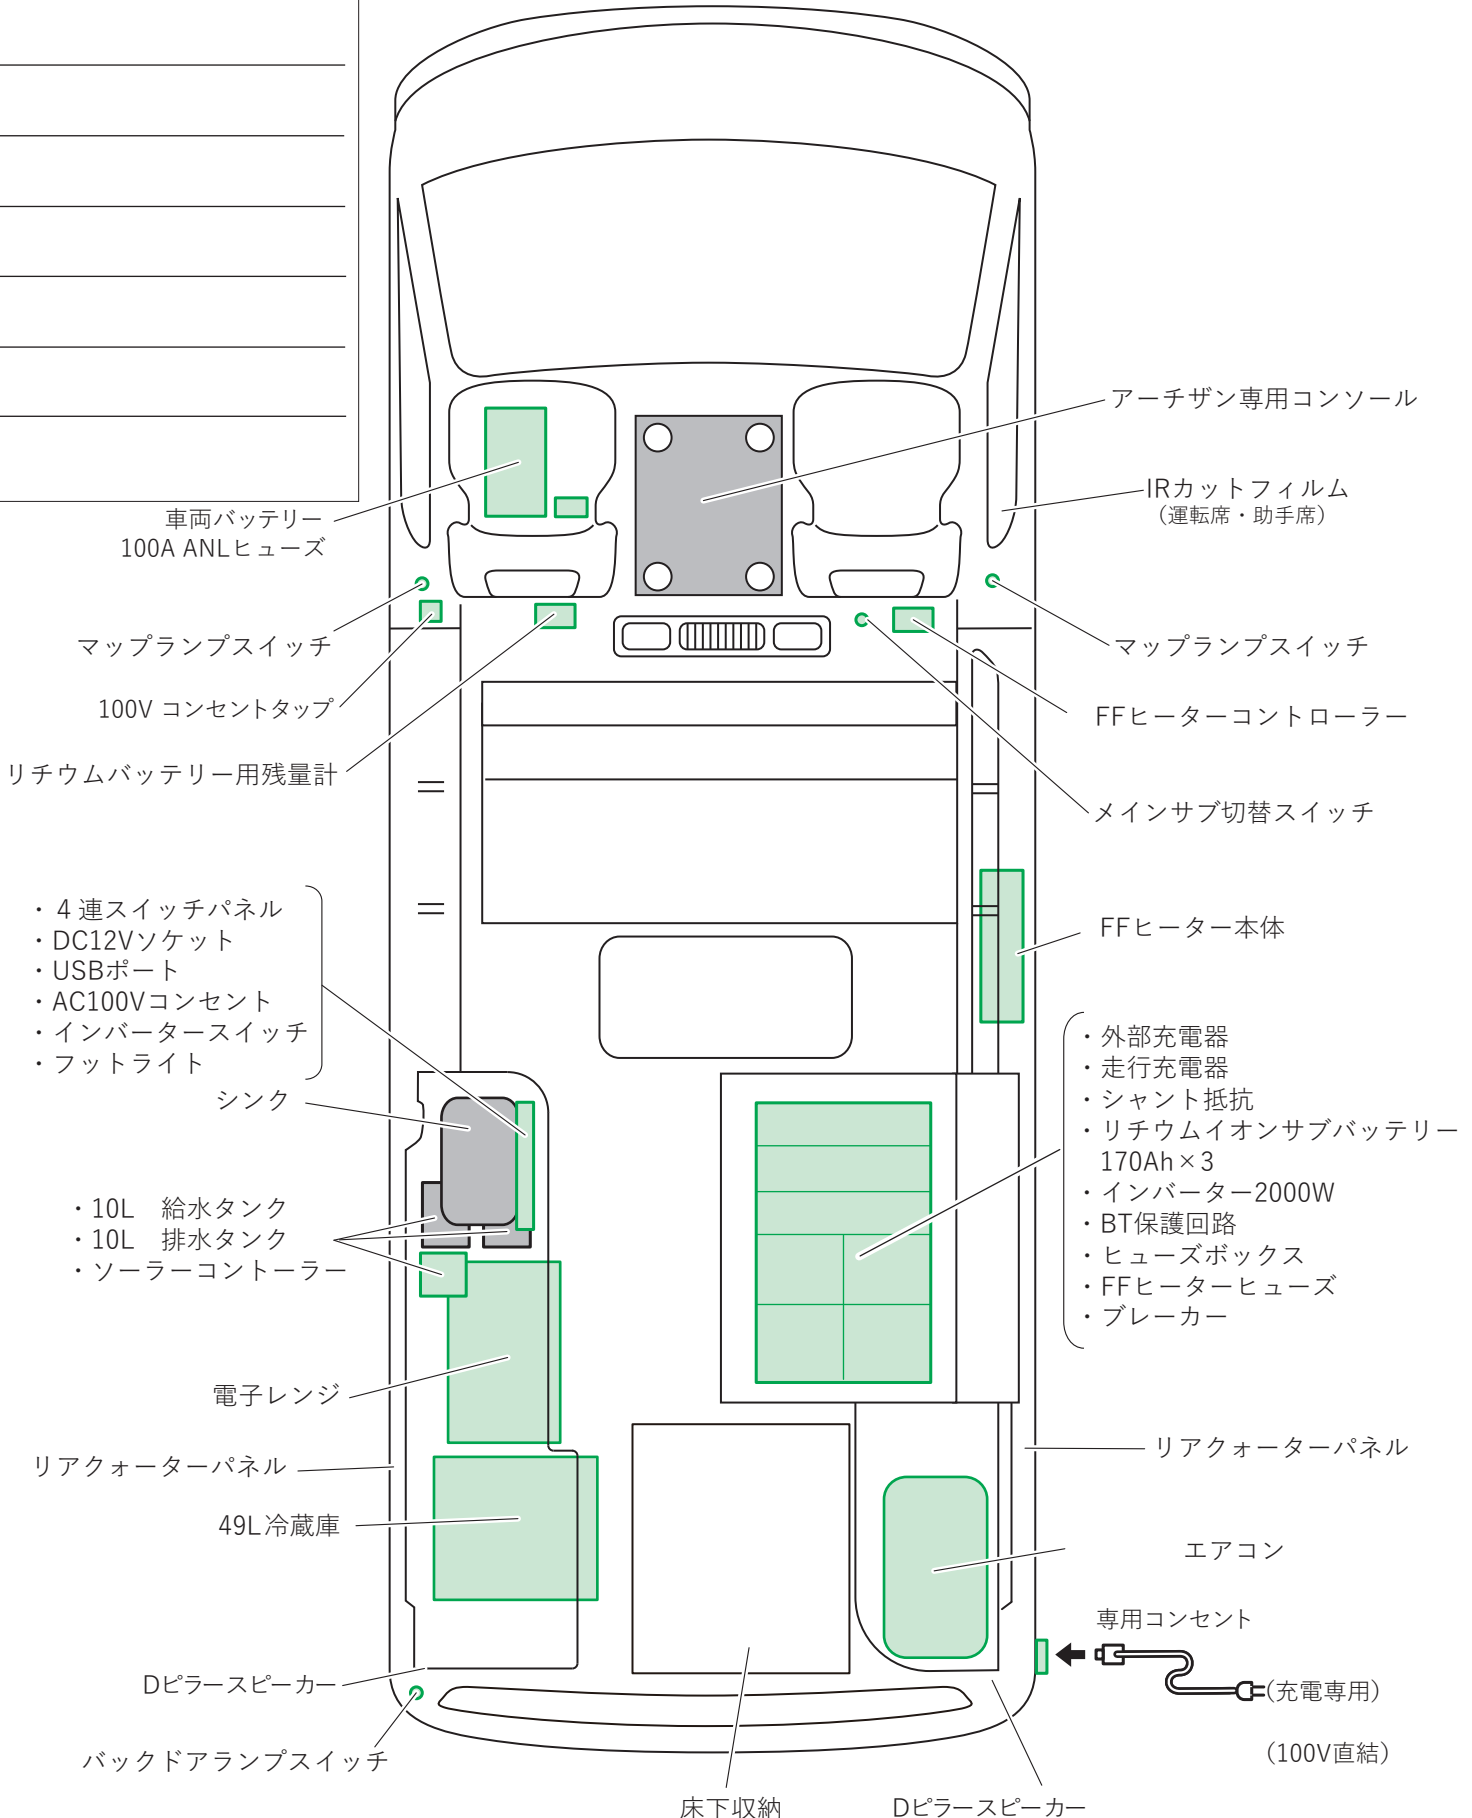 アーチザン専用コンソール
IRカットフィルム
（運転席・助手席）
車両バッテリー
100A ANLヒューズ
マップランプスイッチ
マップランプスイッチ
100V コンセントタップ
FFヒーターコントローラー
リチウムバッテリー用残量計
メインサブ切替スイッチ
・４連スイッチパネル
・DC12Vソケット
・USBポート
・AC100Vコンセント
・インバータースイッチ
・フットライト
FFヒーター本体
シンク
・外部充電器
・走行充電器
・シャント抵抗
・リチウムイオンサブバッテリー
170Ah×3
・インバーター2000W
・BT保護回路
・ヒューズボックス
・FFヒーターヒューズ
・ブレーカー
・10L　給水タンク
・10L　排水タンク
・ソーラーコントーラー
電子レンジ
リアクォーターパネル
リアクォーターパネル
49L冷蔵庫
エアコン
専用コンセント
(充電専用)
(100V直結)
Dピラースピーカー
バックドアランプスイッチ
床下収納
Dピラースピーカー